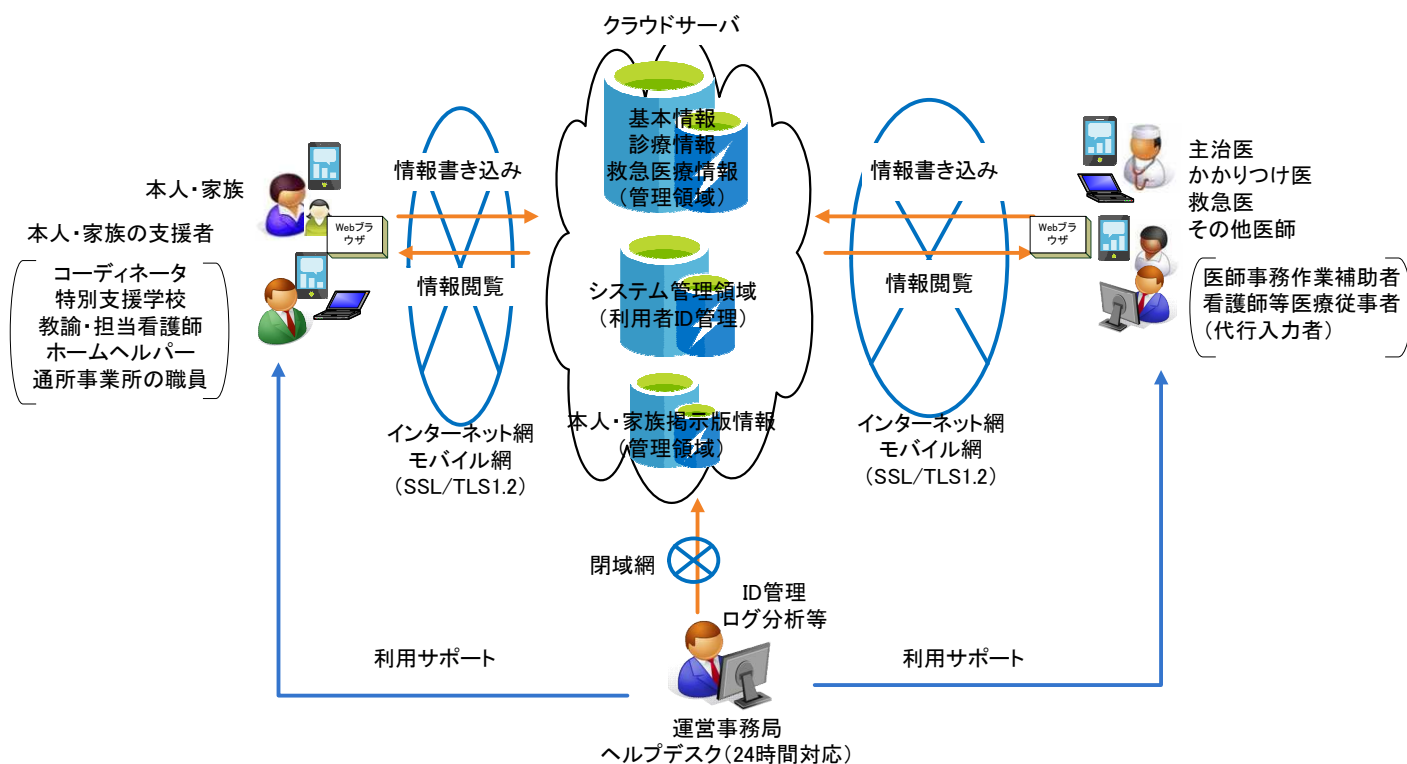 クラウドサーバ
基本情報
診療情報
救急医療情報
(管理領域)
システム管理領域
(利用者ID管理)
本人・家族掲示版情報
(管理領域)
本人・家族
本人・家族の支援者
コーディネータ
特別支援学校
教諭・担当看護師
ホームヘルパー
通所事業所の職員
Webブラ
ウザ
情報書き込み
情報閲覧
インターネット網
モバイル網
(SSL/TLS1.2)
情報書き込み
情報閲覧
インターネット網
モバイル網
(SSL/TLS1.2)
Webブラ
ウザ
主治医
かかりつけ医
救急医
その他医師
医師事務作業補助者
看護師等医療従事者
(代行入力者)
閉域網
ID管理
ログ分析等
利用サポート
利用サポート
運営事務局
ヘルプデスク(24時間対応)